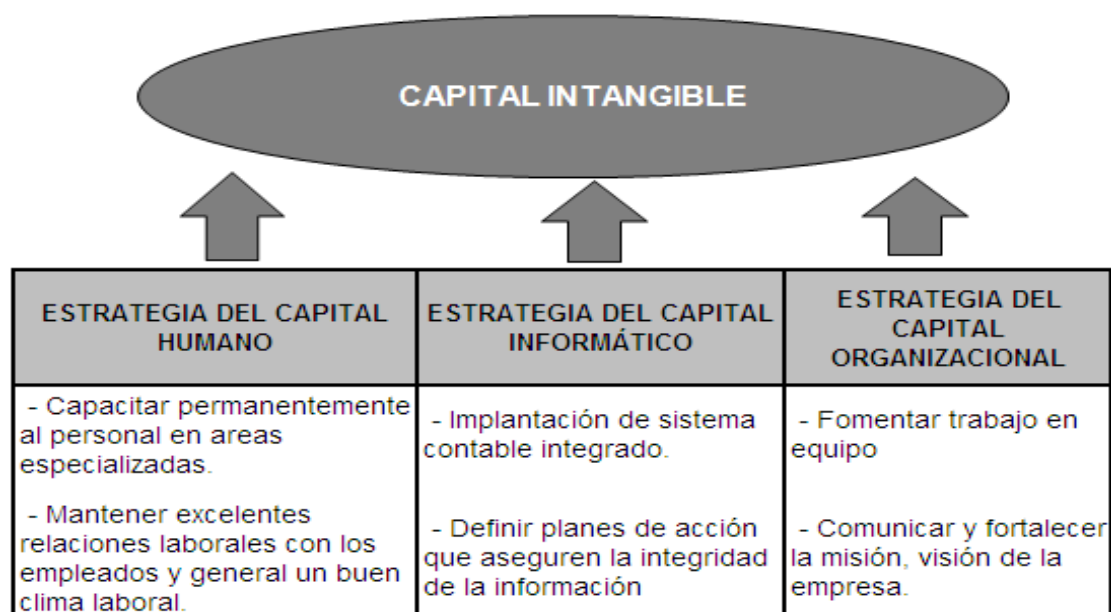 CAPITAL INTANGIBLE
ESTRATEGIA DEL CAPITAL
HUMANO
ESTRATEGIA DEL CAPITAL
INFORMÁTICO
ESTRATEGIA DEL
CAPITAL
ORGANIZACIONAL
- Capacitar permanentemente
al personal en areas
especializadas.
- Mantener excelentes
relaciones laborales con los
empleados y general un buen
clima laboral.
- Implantación de sistema
contable integrado.
- Definir planes de acción
que aseguren la integridad
de la información
- Fomentar trabajo en
equipo
- Comunicar y fortalecer
la misión, visión de la
empresa.